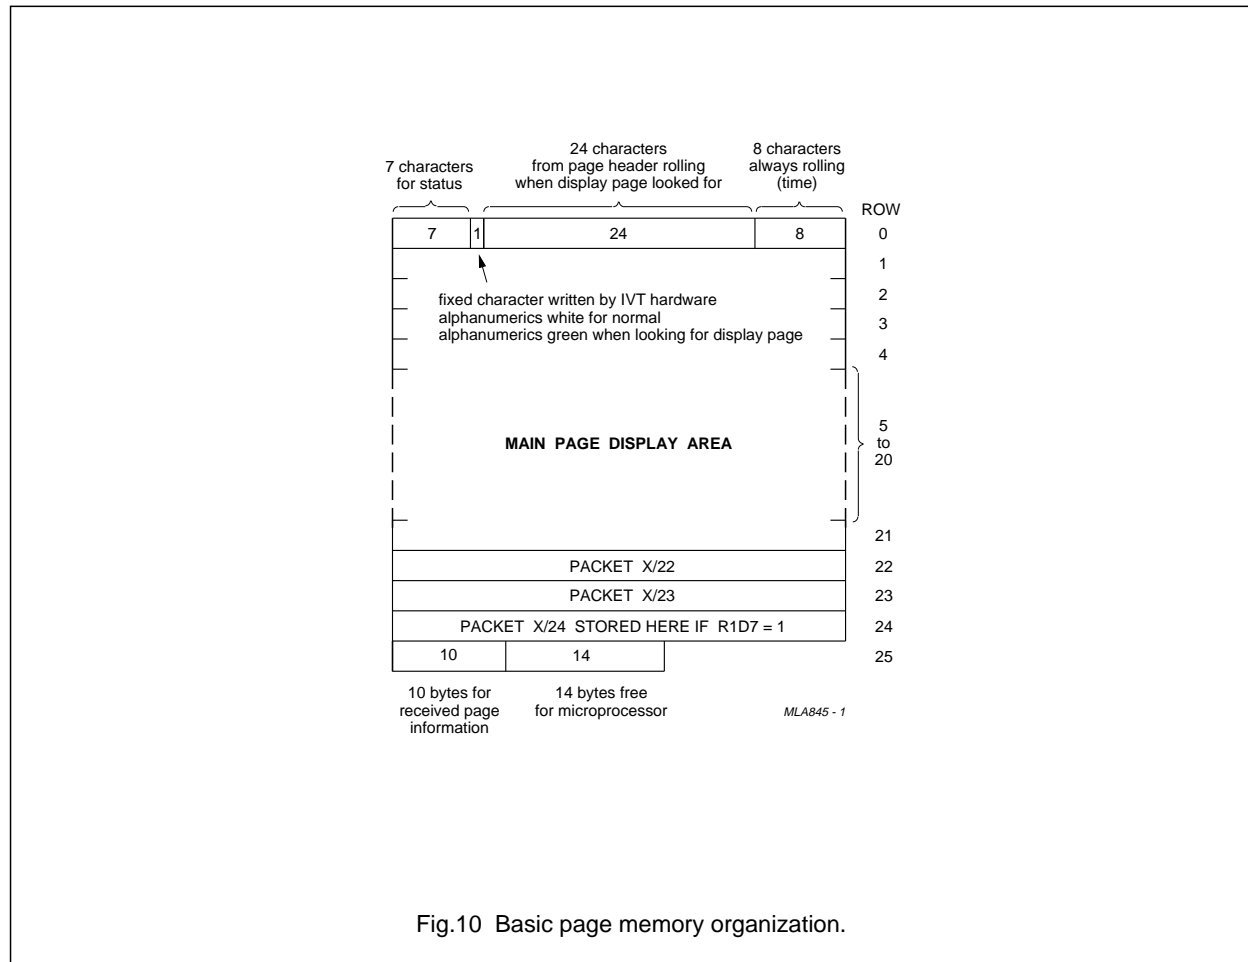 7 characters
for status
24 characters
from page header rolling
when display page looked for
8 characters
always rolling
(time)
ROW
7 1 24 8 0
1
fixed character written by IVT hardware
alphanumerics white for normal
alphanumerics green when looking for display page
2
3
4
MAIN PAGE DISPLAY AREA
5
to
20
21
PACKET X/22 22
PACKET X/23 23
PACKET X/24 STORED HERE IF R1D7 = 1 24
10 14 25
10 bytes for
received page
information
14 bytes free
for microprocessor
MLA845 - 1
Fig.10 Basic page memory organization.